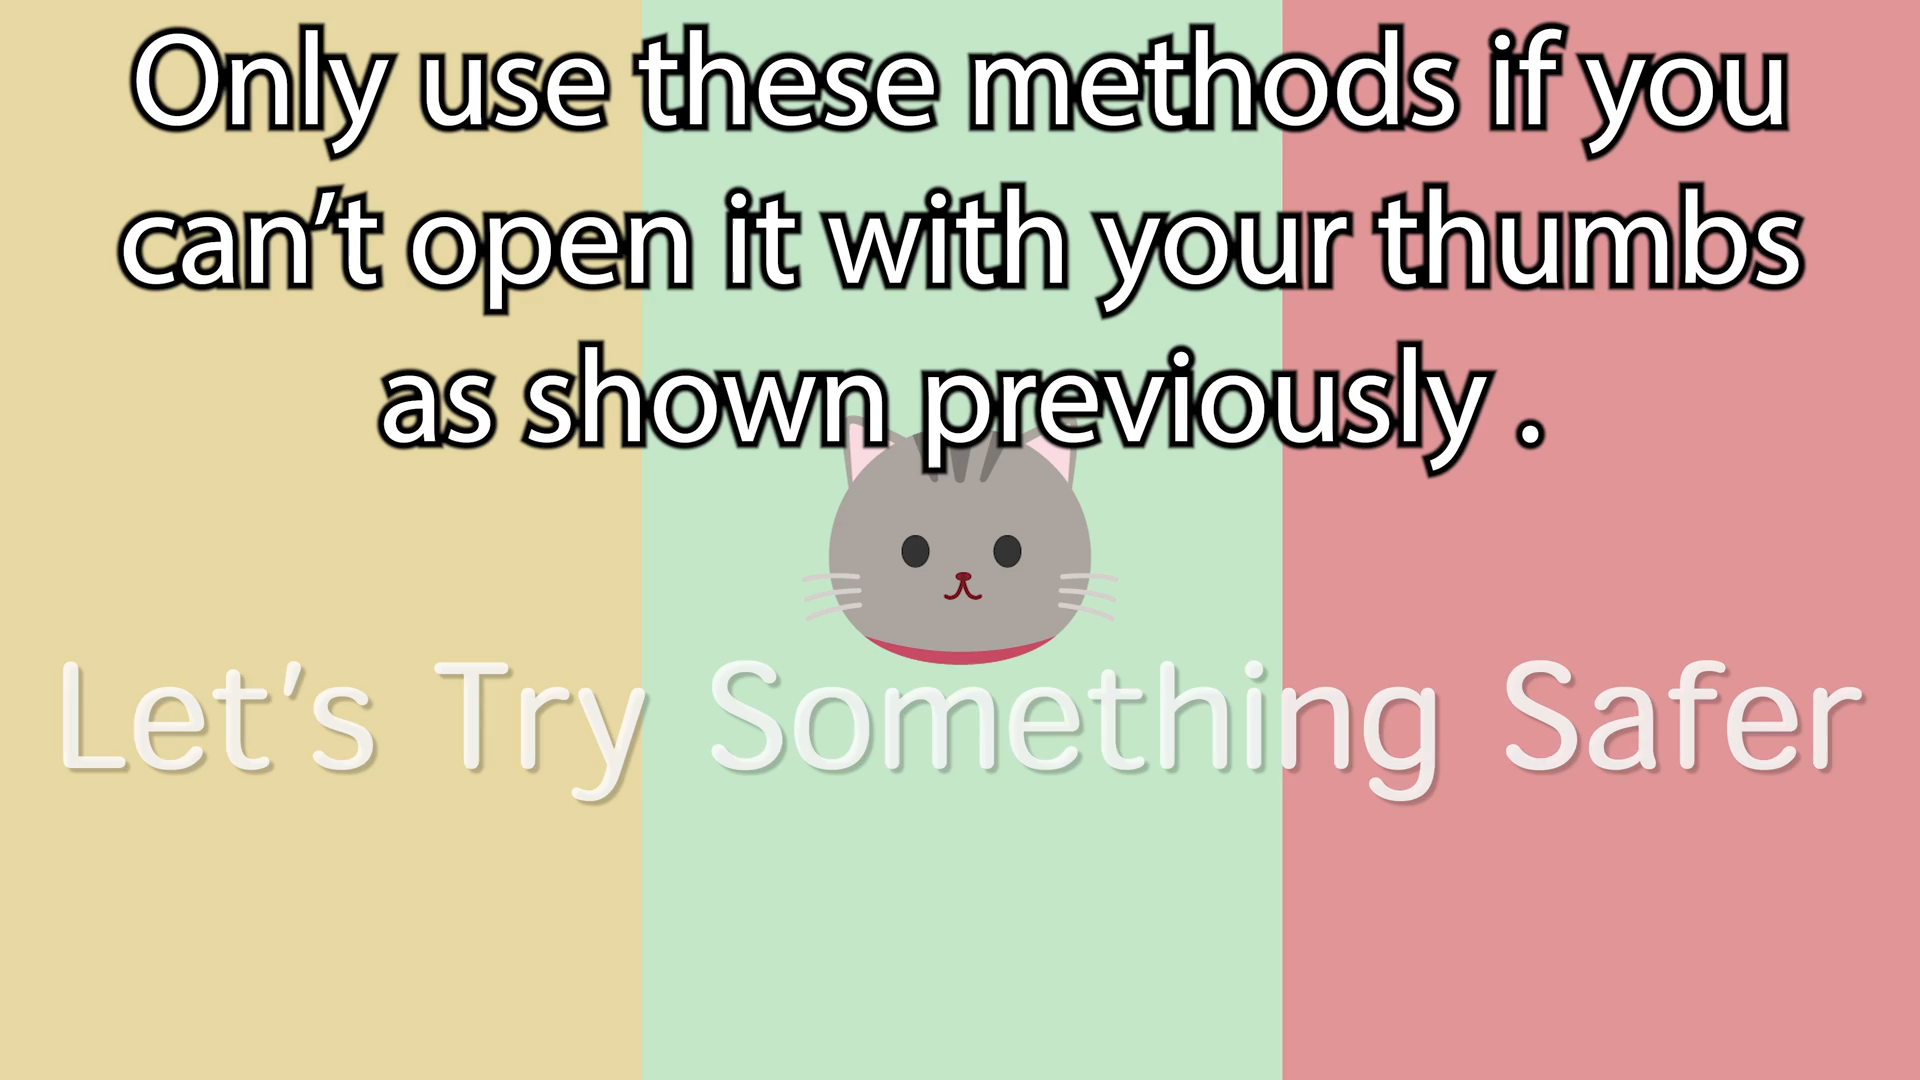 Only use these methods if you
can't open it with your thumbs
as shown previously .
Let's Try Something Safer